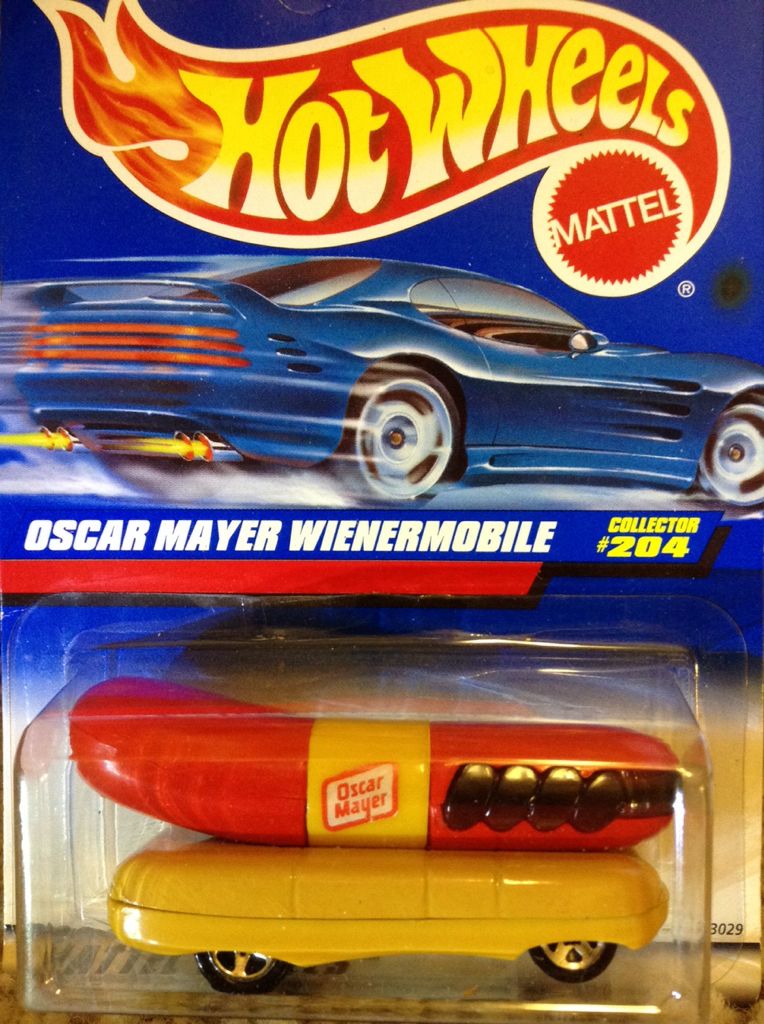 Hot Wheels
MATTEL
®
OSCAR MAYER WIENERMOBILE
COLLECTOR
#204
Oscar
Mayer
3029